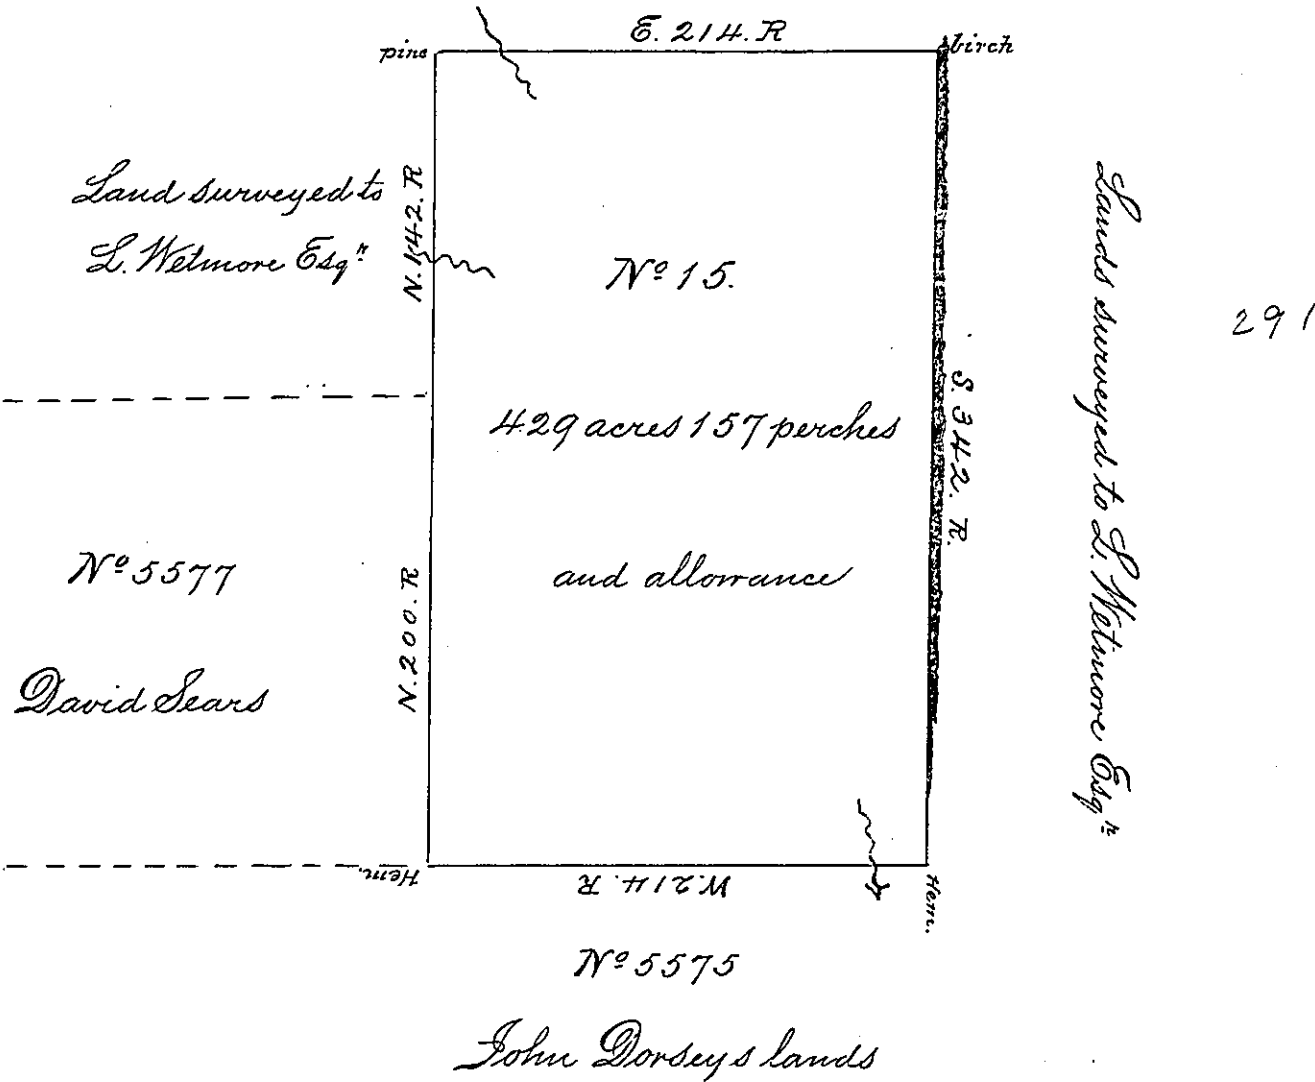 E. 214. R
pine
birch
Land surveyed to
L. Wetmore Esqr
N. 142. R
No 15.
Lands surveyed to L. Wetmore Esqr
291
S. 342. R.
429 acres 157 perches
and allowance
No 5577
David Sears
N. 200. R
Hem.
W. 214. R
Hem.
No 5575
John Dorseys lands